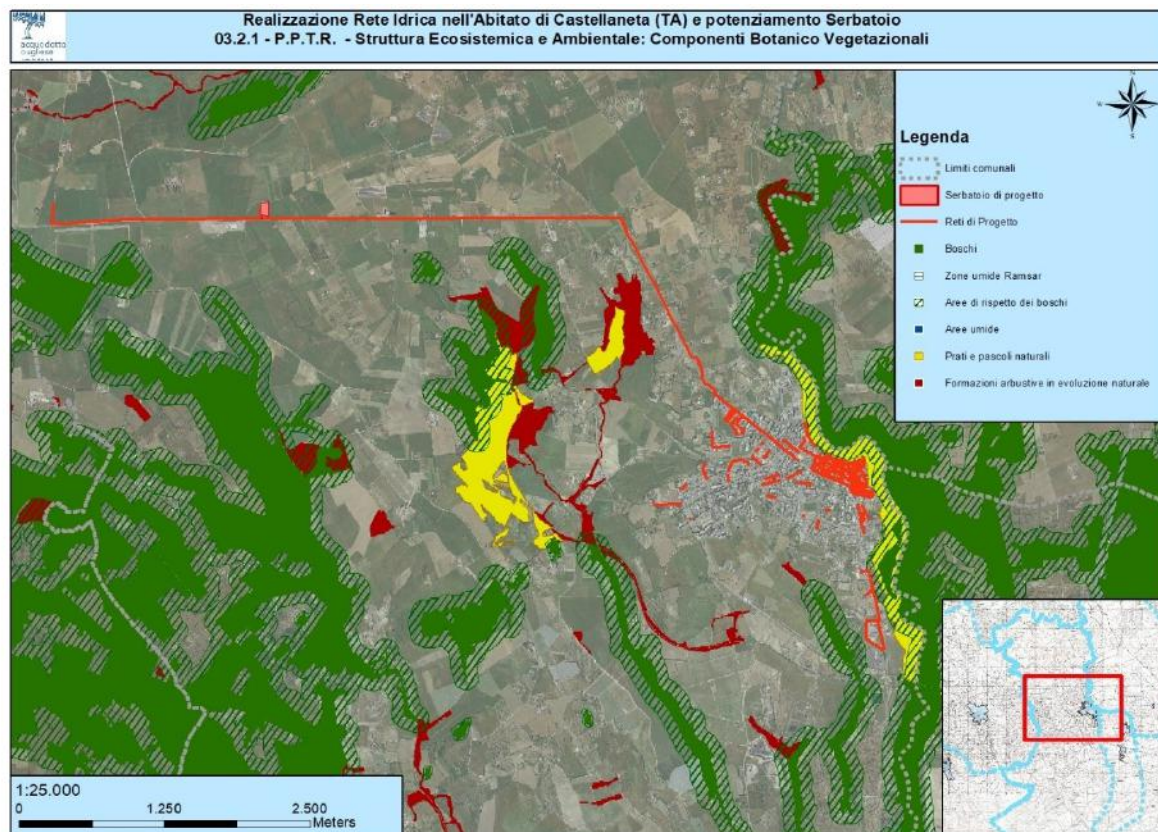 Realizzazione Rete Idrica nell'Abitato di Castellaneta (TA) e potenziamento Serbatoio
03.2.1 - P.P.T.R. - Struttura Ecosistemica e Ambientale: Componenti Botanico Vegetazionali
acquedotto
pugliese
N
W
S
Legenda
Limiti comunali
Serbatoio di progetto
Reti di Progetto
Boschi
Zone umide Ramsar
Aree di rispetto dei boschi
Aree umide
Prati e pascoli naturali
Formazioni arbustive in evoluzione naturale
1:25.000
0 1.250 2.500
Meters